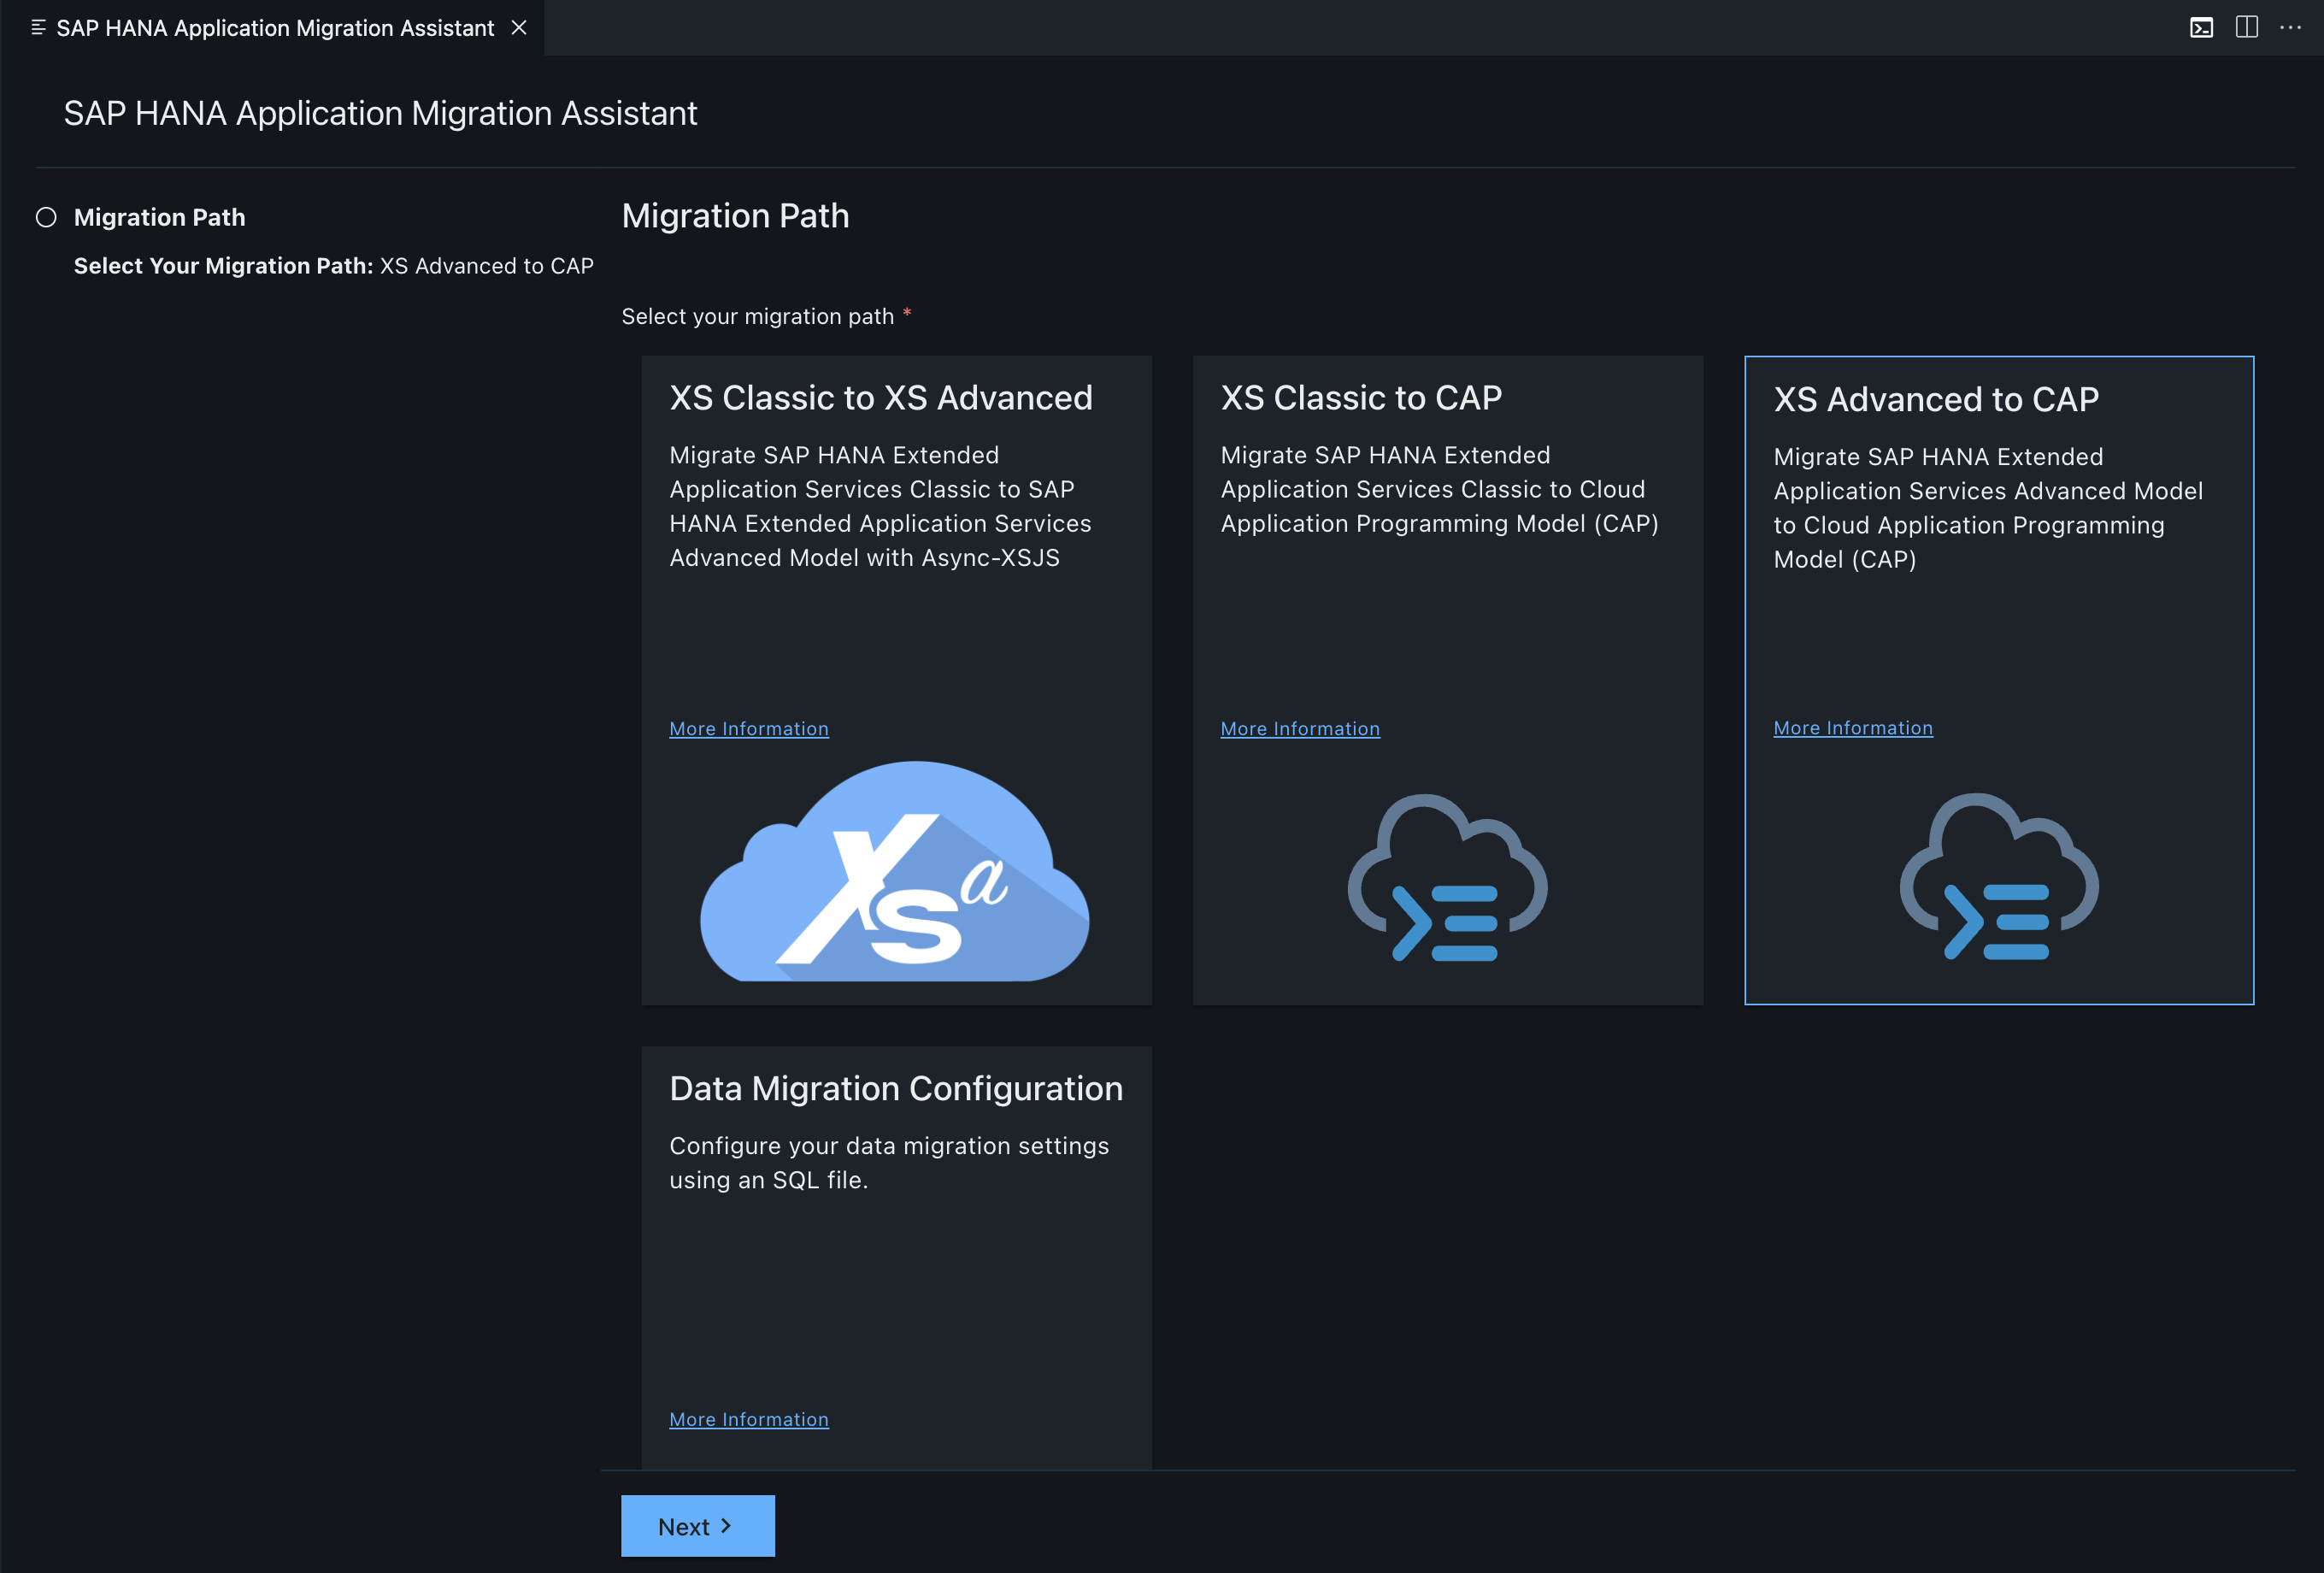 SAP HANA Application Migration Assistant
SAP HANA Application Migration Assistant
Migration Path
Select Your Migration Path: XS Advanced to CAP
Migration Path
Select your migration path *
XS Classic to XS Advanced
Migrate SAP HANA Extended
Application Services Classic to SAP
HANA Extended Application Services
Advanced Model with Async-XSJS
More Information
Xsa
XS Classic to CAP
Migrate SAP HANA Extended
Application Services Classic to Cloud
Application Programming Model (CAP)
More Information
XS Advanced to CAP
Migrate SAP HANA Extended
Application Services Advanced Model
to Cloud Application Programming
Model (CAP)
More Information
Data Migration Configuration
Configure your data migration settings
using an SQL file.
More Information
Next